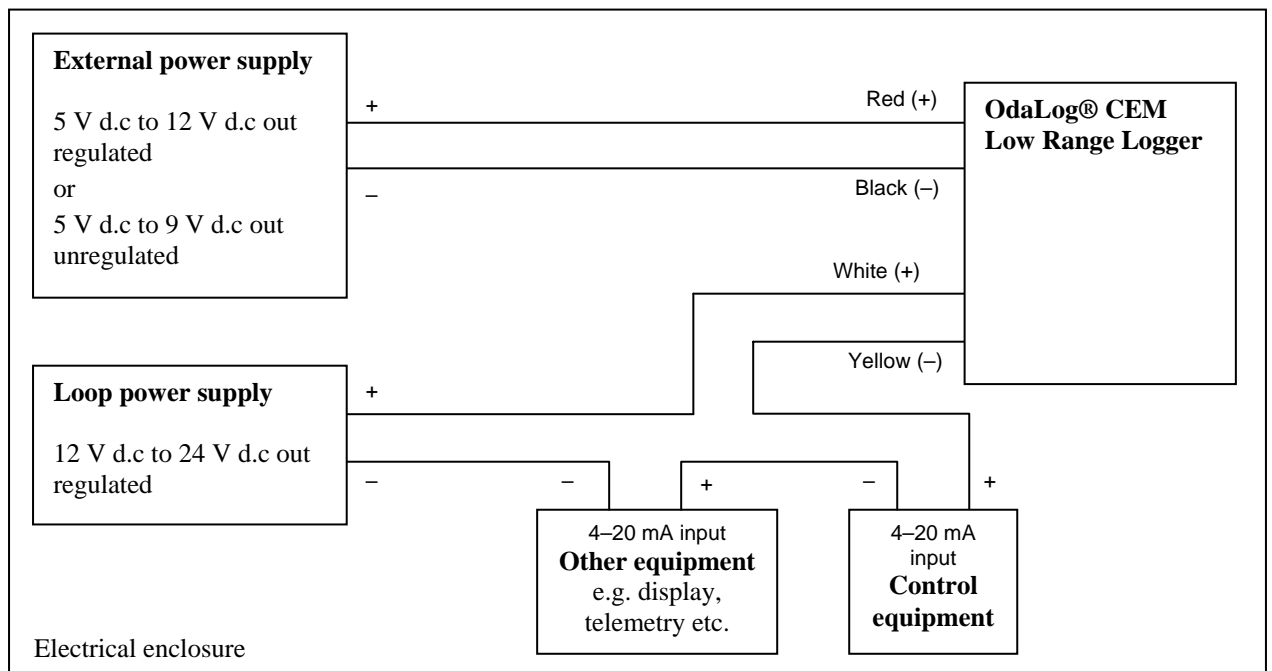 External power supply
5 V d.c to 12 V d.c out
regulated
or
5 V d.c to 9 V d.c out
unregulated
+
–
Red (+)
Black (–)
White (+)
Yellow (–)
OdaLog® CEM
Low Range Logger
Loop power supply
12 V d.c to 24 V d.c out
regulated
+
–
–
+
–
+
4–20 mA input
Other equipment
e.g. display,
telemetry etc.
4–20 mA
input
Control
equipment
Electrical enclosure